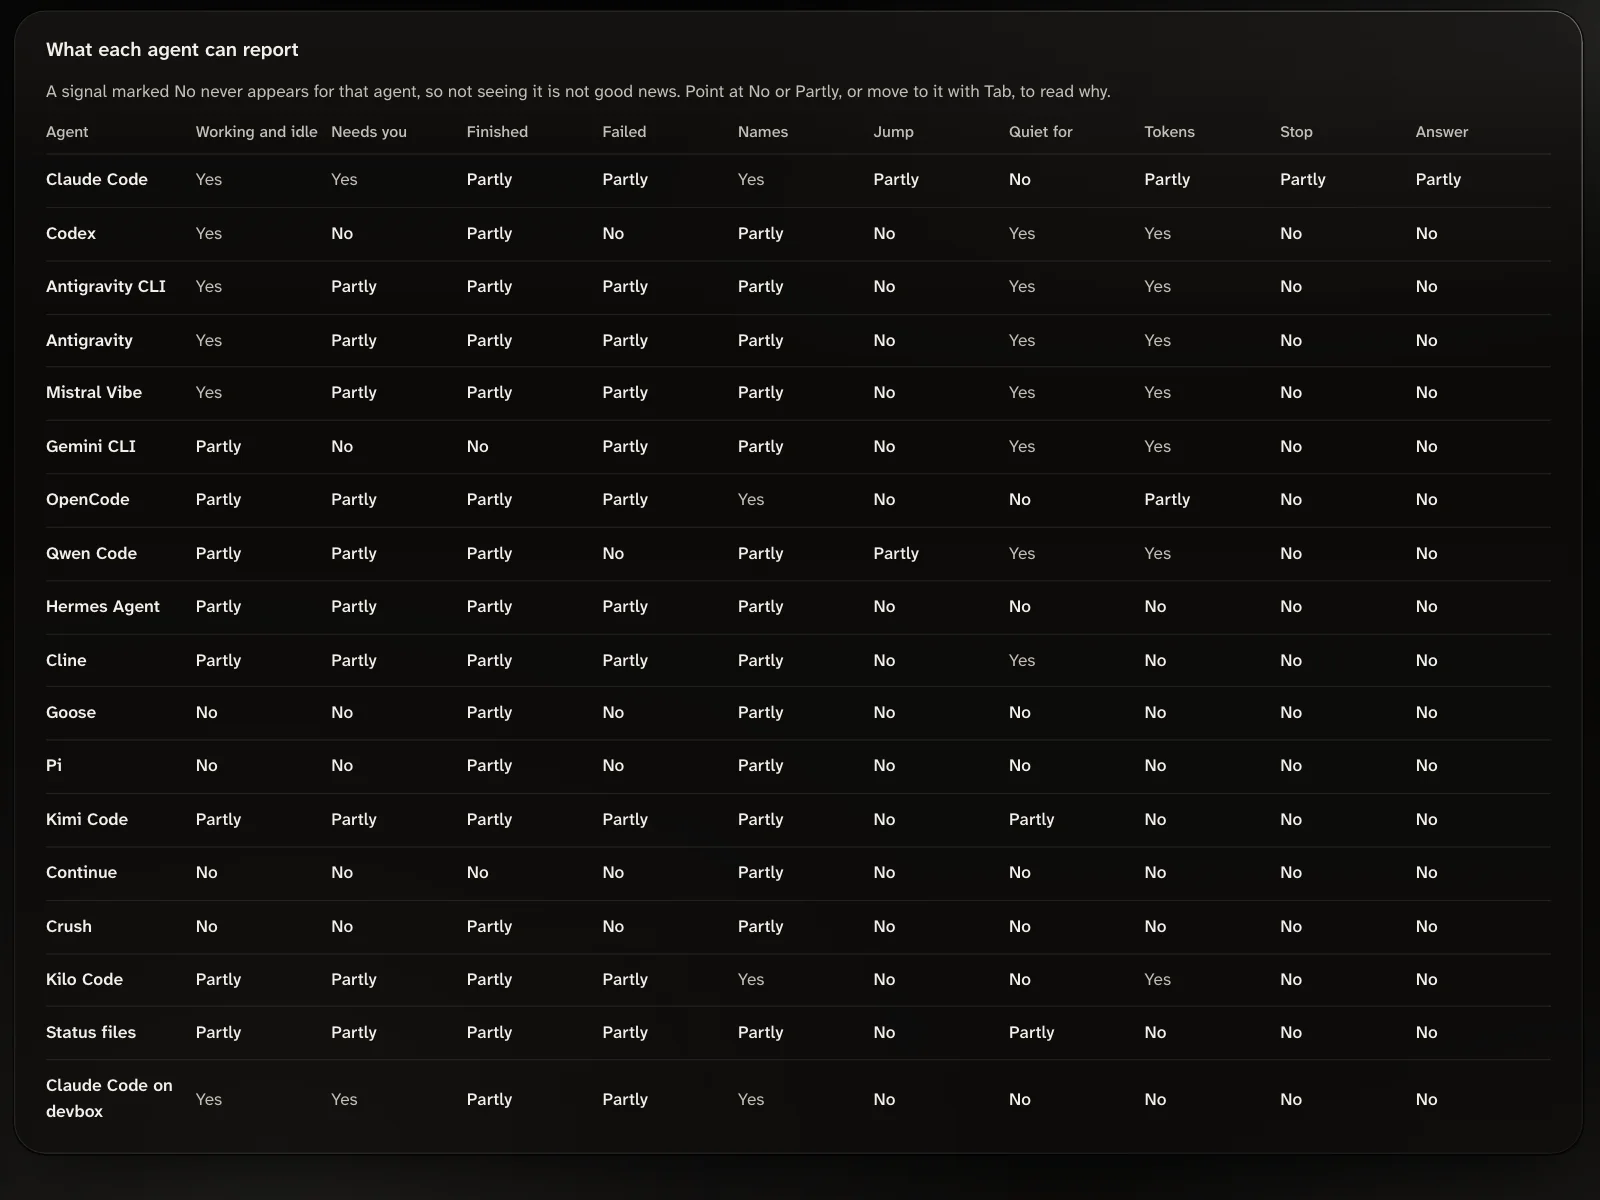 What each agent can report
A signal marked No never appears for that agent, so not seeing it is not good news. Point at No or Partly, or move to it with Tab, to read why.
Agent Working and idle Needs you Finished Failed Names Jump Quiet for Tokens Stop Answer
Claude Code Yes Yes Partly Partly Yes Partly No Partly Partly Partly
Codex Yes No Partly No Partly No Yes Yes No No
Antigravity CLI Yes Partly Partly Partly Partly No Yes Yes No No
Antigravity Yes Partly Partly Partly Partly No Yes Yes No No
Mistral Vibe Yes Partly Partly Partly Partly No Yes Yes No No
Gemini CLI Partly No No Partly Partly No Yes Yes No No
OpenCode Partly Partly Partly Partly Yes No No Partly No No
Qwen Code Partly Partly Partly No Partly Partly Yes Yes No No
Hermes Agent Partly Partly Partly Partly Partly No No No No No
Cline Partly Partly Partly Partly Partly No Yes No No No
Goose No No Partly No Partly No No No No No
Pi No No Partly No Partly No No No No No
Kimi Code Partly Partly Partly Partly Partly No Partly No No No
Continue No No No No Partly No No No No No
Crush No No Partly No Partly No No No No No
Kilo Code Partly Partly Partly Partly Yes No No Yes No No
Status files Partly Partly Partly Partly Partly No Partly No No No
Claude Code on
devbox Yes Yes Partly Partly Yes No No No No No